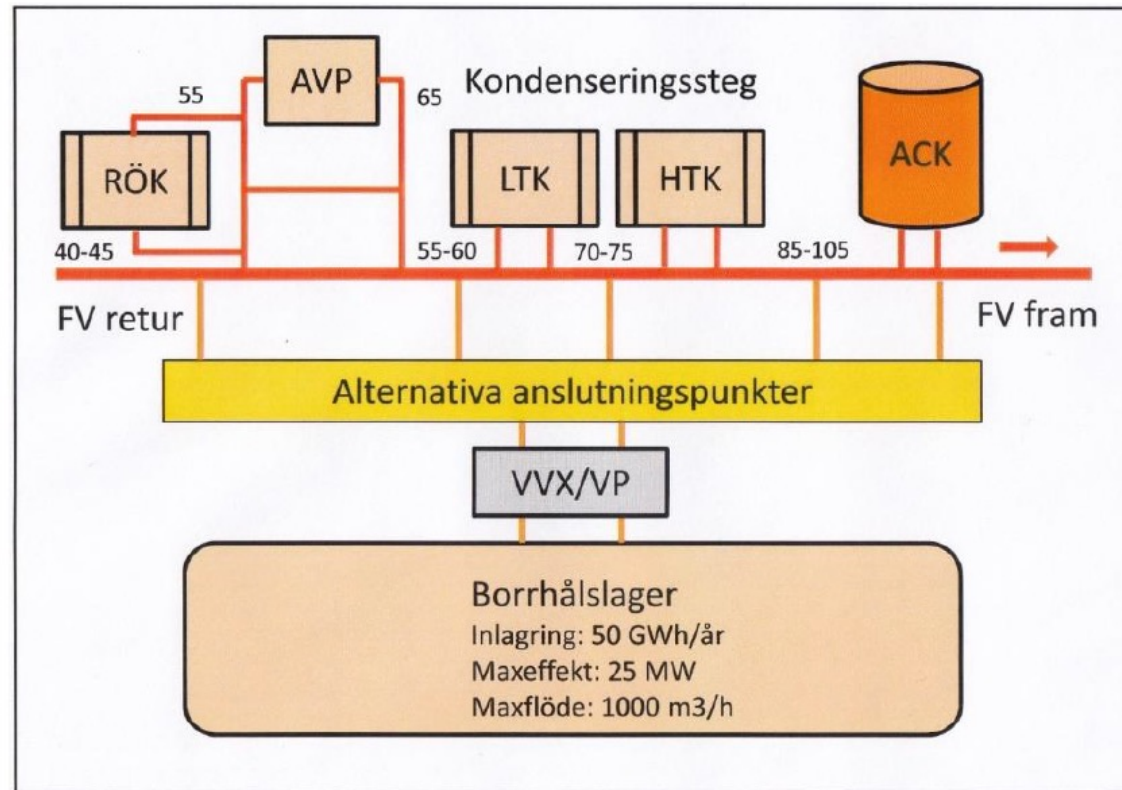 AVP
55
65
Kondenseringssteg
RÖK
LTK
HTK
ACK
40-45
55-60
70-75
85-105
FV retur
FV fram
Alternativa anslutningspunkter
VVX/VP
Borrhålslager
Inlagring: 50 GWh/år
Maxeffekt: 25 MW
Maxflöde: 1000 m3/h